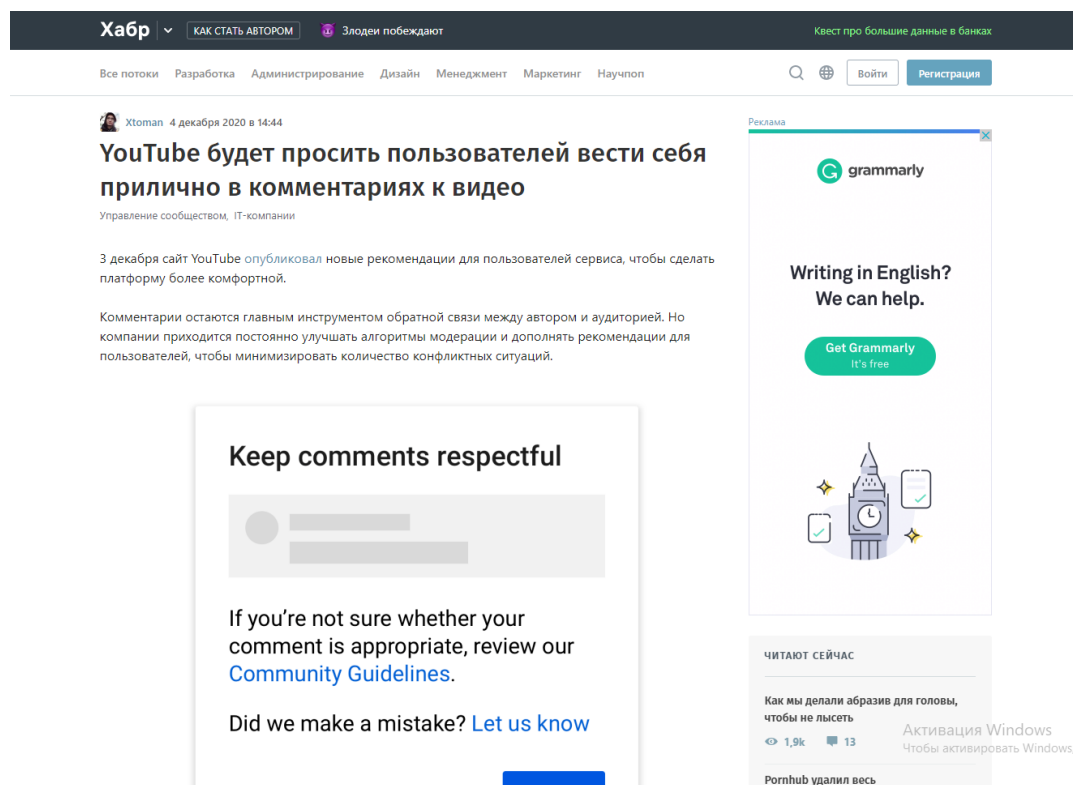 Хабр
КАК СТАТЬ АВТОРОМ
Злодеи побеждают
Квест про большие данные в банках
Все потоки Разработка Администрирование Дизайн Менеджмент Маркетинг Научпоп
Войти
Регистрация
Xtoman 4 декабря 2020 в 14:44
YouTube будет просить пользователей вести себя
прилично в комментариях к видео
Управление сообществом, IT-компании
3 декабря сайт YouTube опубликовал новые рекомендации для пользователей сервиса, чтобы сделать
платформу более комфортной.
Комментарии остаются главным инструментом обратной связи между автором и аудиторией. Но
компании приходится постоянно улучшать алгоритмы модерации и дополнять рекомендации для
пользователей, чтобы минимизировать количество конфликтных ситуаций.
Keep comments respectful
If you’re not sure whether your
comment is appropriate, review our
Community Guidelines.
Did we make a mistake? Let us know
Реклама
grammarly
Writing in English?
We can help.
Get Grammarly
It's free
ЧИТАЮТ СЕЙЧАС
Как мы делали абразив для головы,
чтобы не лысеть
1,9k 13
Pornhub удалил весь
Активация Windows
Чтобы активировать Windows,